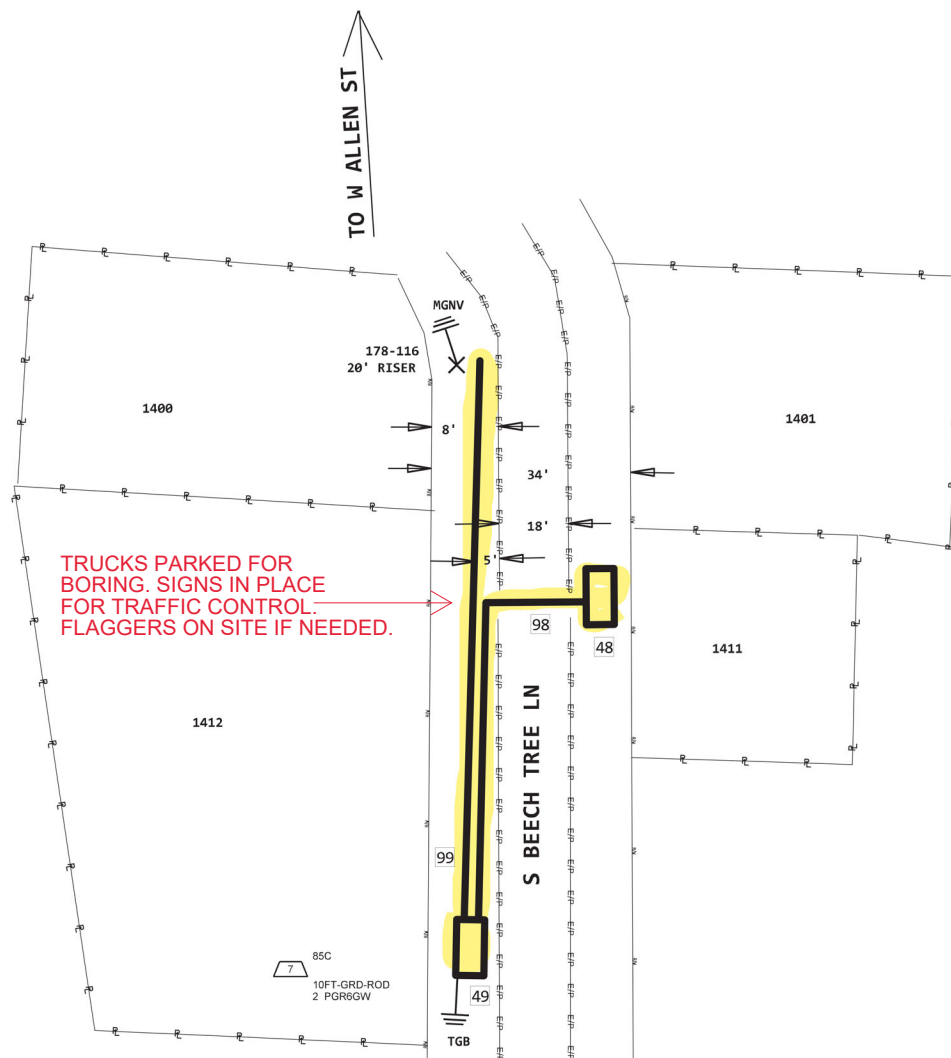 TO W ALLEN ST
MGNV
178-116
20' RISER
1400
1401
8'
34'
18'
5'
TRUCKS PARKED FOR
BORING. SIGNS IN PLACE
FOR TRAFFIC CONTROL.
FLAGGERS ON SITE IF NEEDED.
98
48
1411
1412
S BEECH TREE LN
99
85C
7
10FT-GRD-ROD
2 PGR6GW
49
TGB
PL
E/P
R/W